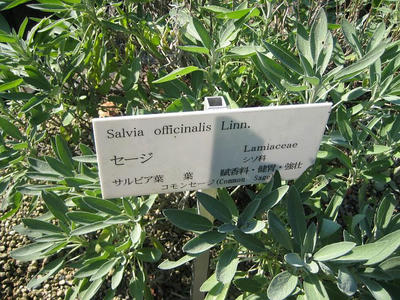 Salvia officinalis Linn.
Lamiaceae
セージ
シソ科
サルビア葉 葉 賦香料・健胃・強壮
コモンセージ(Common Sage)